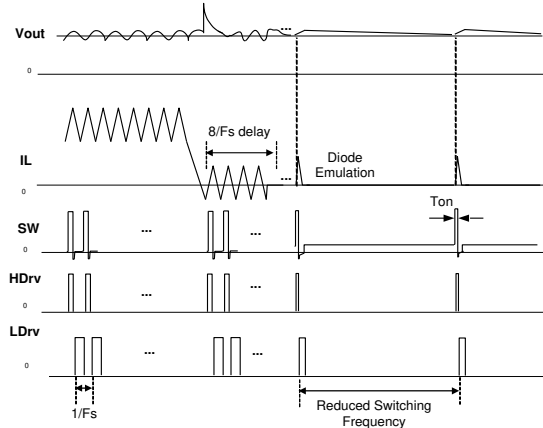 Vout
...
0
8/Fs delay
IL
...
Diode
Emulation
0
Ton
SW
...
...
0
HDrv
...
...
0
LDrv
...
...
0
1/Fs
Reduced Switching
Frequency